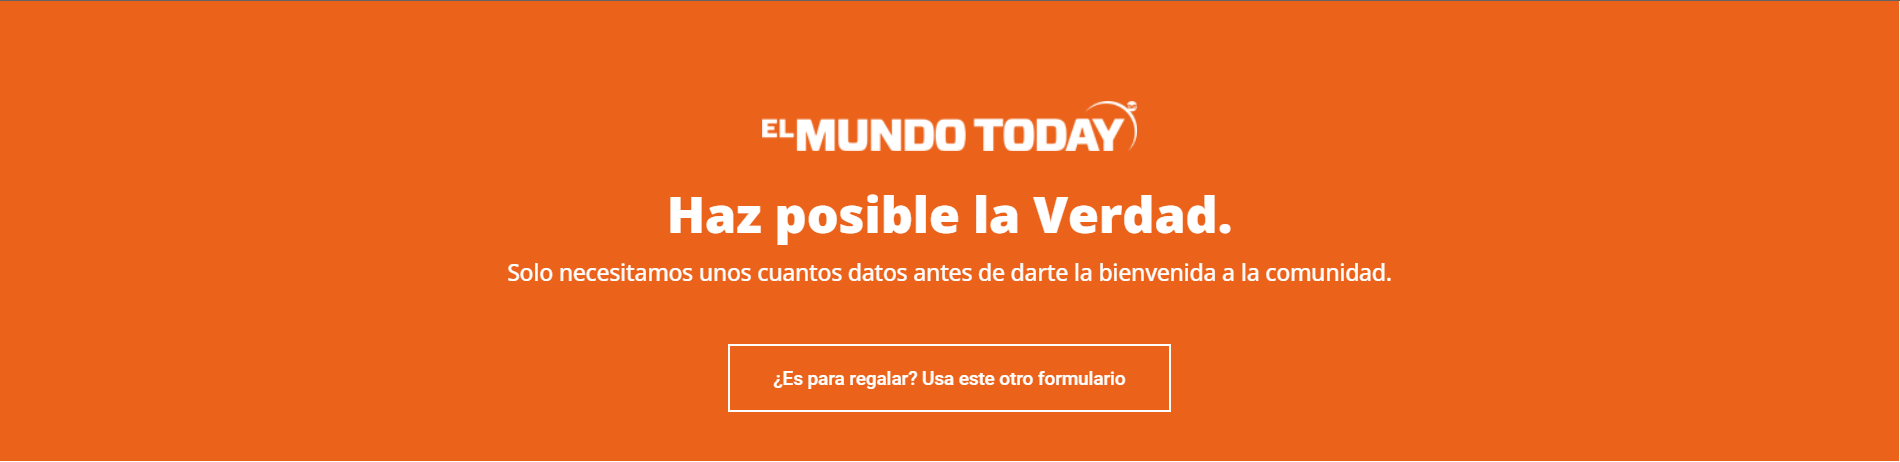 EL MUNDO TODAY
Haz posible la Verdad.
Solo necesitamos unos cuantos datos antes de darte la bienvenida a la comunidad.
¿Es para regalar? Usa este otro formulario